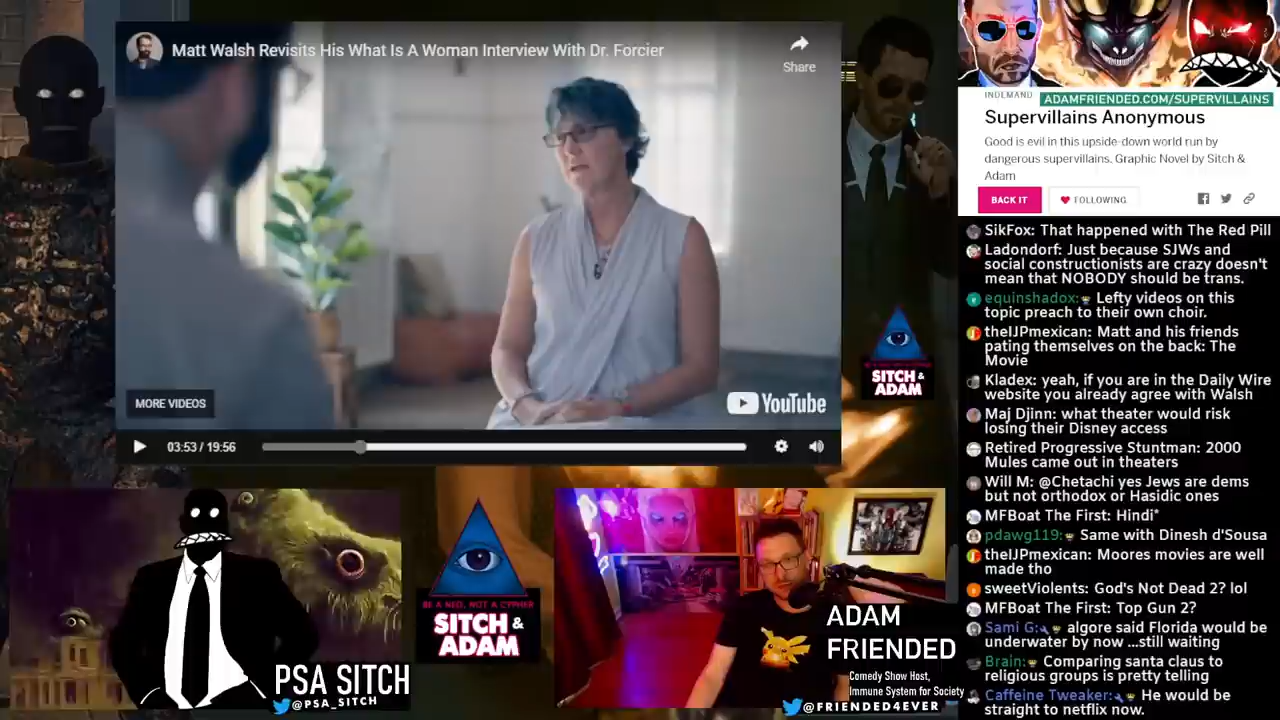 Matt Walsh Revisits His What Is A Woman Interview With Dr. Forcier
Share
MORE VIDEOS
YouTube
03:53 / 19:56
SITCH &
ADAM
BE A NEO, NOT A CYPHER
SITCH &
ADAM
PSA SITCH
@PSA_SITCH
ADAM
FRIENDED
Comedy Show Host,
Immune System for Society
@FRIENDED4EVER
INDEMAND
ADAMFRIENDED.COM/SUPERVILLAINS
Supervillains Anonymous
Good is evil in this upside-down world run by
dangerous supervillains. Graphic Novel by Sitch &
Adam
BACK IT
FOLLOWING
SikFox: That happened with The Red Pill
Ladondorf: Just because SJWs and
social constructionists are crazy doesn't
mean that NOBODY should be trans.
equinshadox: Lefty videos on this
topic preach to their own choir.
theIJPmexican: Matt and his friends
pating themselves on the back: The
Movie
Kladex: yeah, if you are in the Daily Wire
website you already agree with Walsh
Maj Djinn: what theater would risk
losing their Disney access
Retired Progressive Stuntman: 2000
Mules came out in theaters
Will M: @Chetachi yes Jews are dems
but not orthodox or Hasidic ones
MFBoat The First: Hindi*
pdawg119: Same with Dinesh d'Sousa
theIJPmexican: Moores movies are well
made tho
sweetViolents: God's Not Dead 2? lol
MFBoat The First: Top Gun 2?
Sami G: algore said Florida would be
underwater by now ...still waiting
Brain: Comparing santa claus to
religious groups is pretty telling
Caffeine Tweaker: He would be
straight to netflix now.